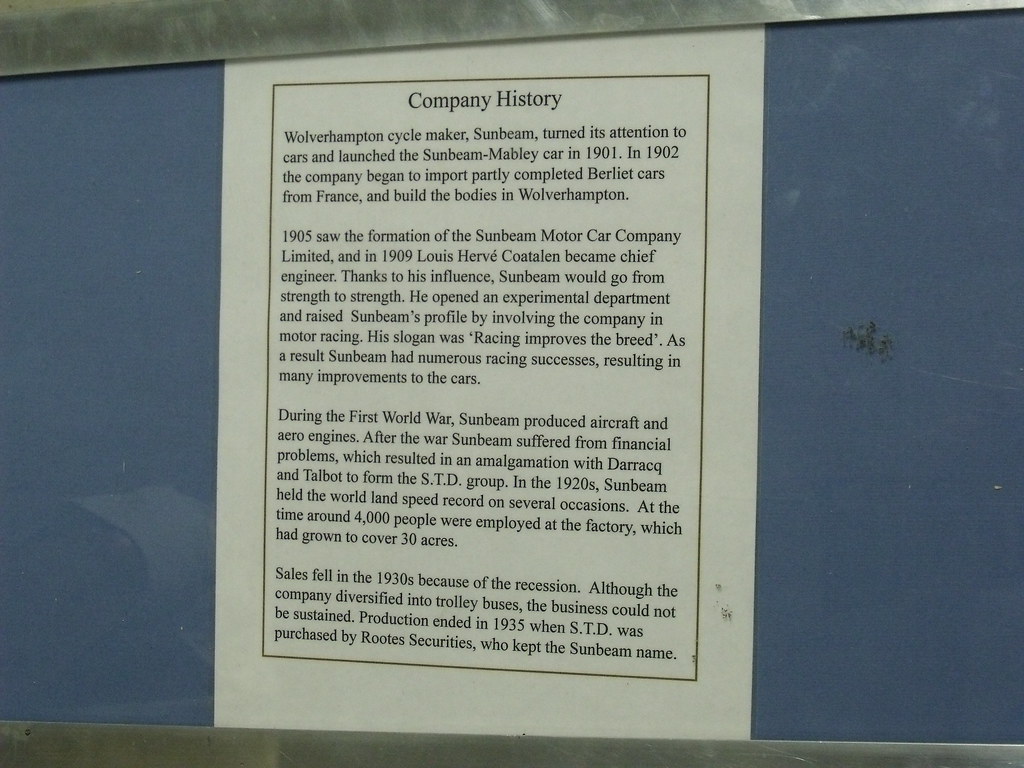 Company History
Wolverhampton cycle maker, Sunbeam, turned its attention to
cars and launched the Sunbeam-Mabley car in 1901. In 1902
the company began to import partly completed Berliet cars
from France, and build the bodies in Wolverhampton.
1905 saw the formation of the Sunbeam Motor Car Company
Limited, and in 1909 Louis Hervé Coatalen became chief
engineer. Thanks to his influence, Sunbeam would go from
strength to strength. He opened an experimental department
and raised Sunbeam's profile by involving the company in
motor racing. His slogan was 'Racing improves the breed'. As
a result Sunbeam had numerous racing successes, resulting in
many improvements to the cars.
During the First World War, Sunbeam produced aircraft and
aero engines. After the war Sunbeam suffered from financial
problems, which resulted in an amalgamation with Darracq
and Talbot to form the S.T.D. group. In the 1920s, Sunbeam
held the world land speed record on several occasions. At the
time around 4,000 people were employed at the factory, which
had grown to cover 30 acres.
Sales fell in the 1930s because of the recession. Although the
company diversified into trolley buses, the business could not
be sustained. Production ended in 1935 when S.T.D. was
purchased by Rootes Securities, who kept the Sunbeam name.